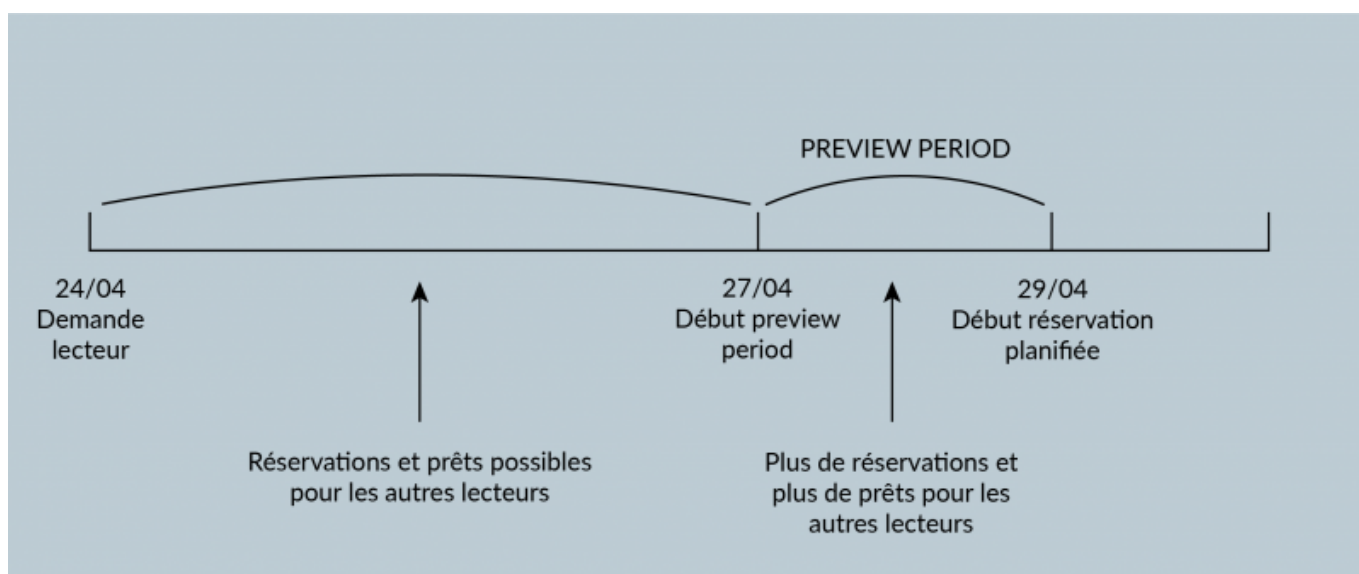 PREVIEW PERIOD
24/04
Demande
lecteur
27/04
Début preview
period
29/04
Début réservation
planifiée
Réservations et prêts possibles
pour les autres lecteurs
Plus de réservations et
plus de prêts pour les
autres lecteurs